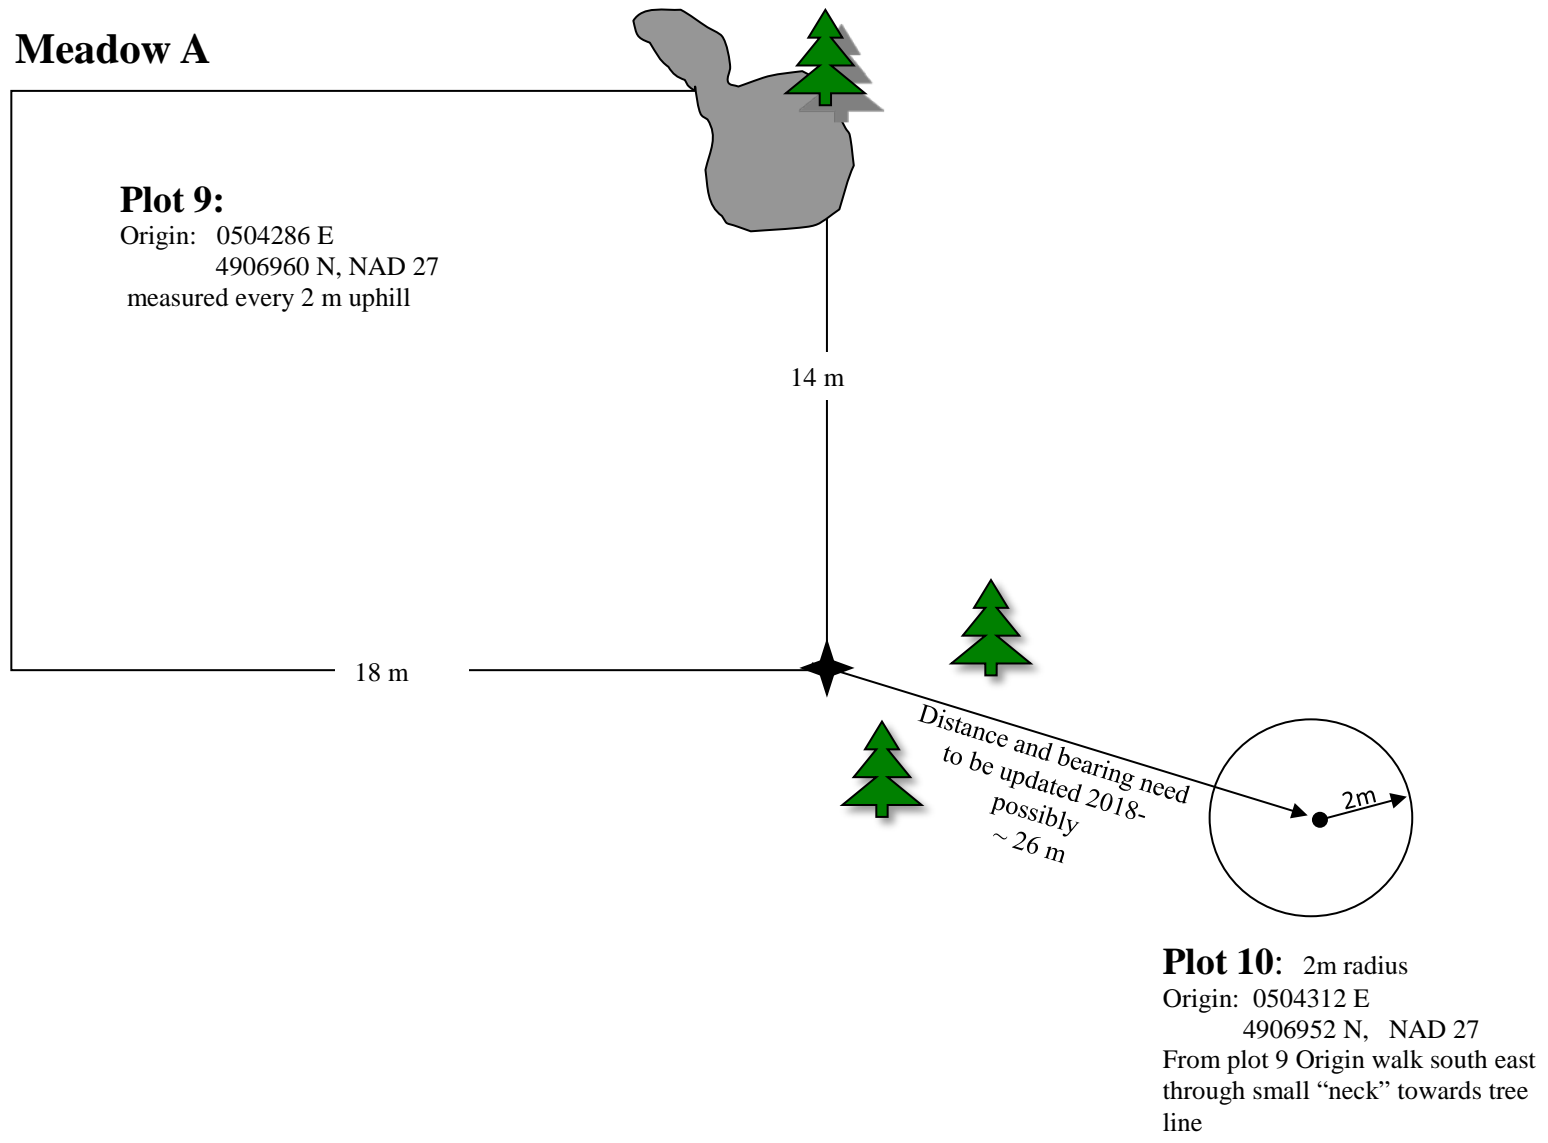 Meadow A
Plot 9:
Origin: 0504286 E
4906960 N, NAD 27
measured every 2 m uphill
14 m
18 m
Distance and bearing need
to be updated 2018-
possibly
~ 26 m
2m
Plot 10: 2m radius
Origin: 0504312 E
4906952 N, NAD 27
From plot 9 Origin walk south east
through small “neck” towards tree
line